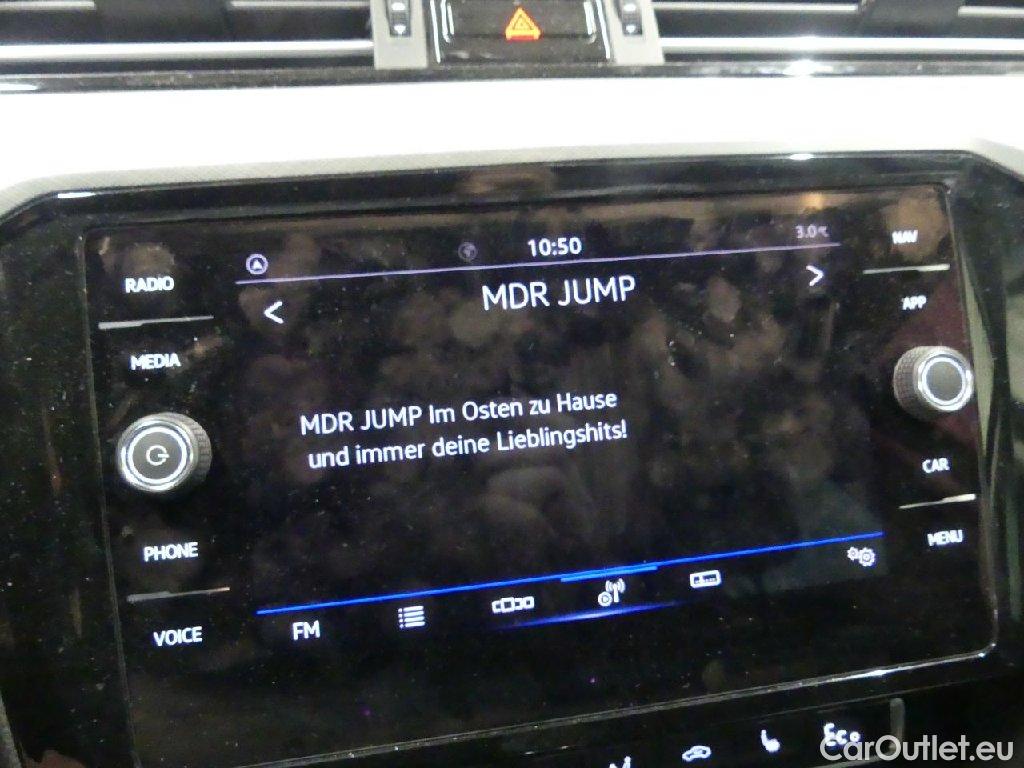 10:50
3.0
RADIO
NAV
MDR JUMP
APP
MEDIA
MDR JUMP Im Osten zu Hause
und immer deine Lieblingshits!
CAR
PHONE
MENU
FM
VOICE
Eco
CarOutlet.eu